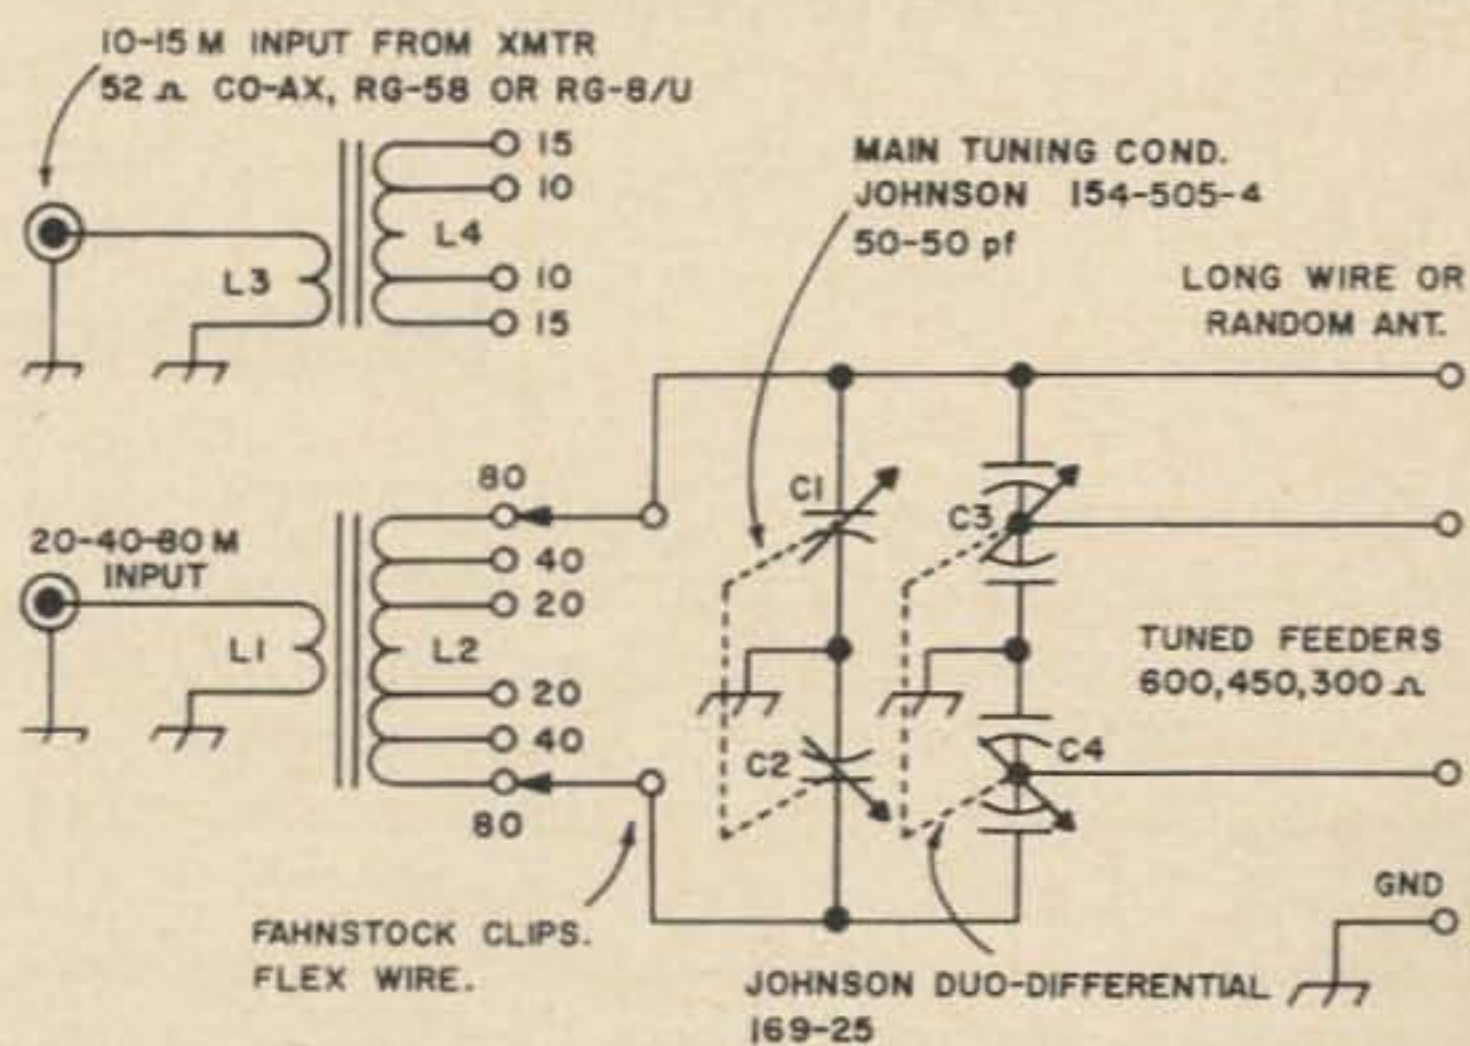 10-15 M INPUT FROM XMTR
52 Ω CO-AX, RG-58 OR RG-8/U
15
10
L4
L3
10
15
MAIN TUNING COND.
JOHNSON 154-505-4
50-50 pf
LONG WIRE OR
RANDOM ANT.
80
C1
C3
20-40-80 M
INPUT
40
20
L1
L2
TUNED FEEDERS
600,450,300 Ω
20
40
C2
C4
80
GND
FAHNSTOCK CLIPS.
FLEX WIRE.
JOHNSON DUO-DIFFERENTIAL
169-25